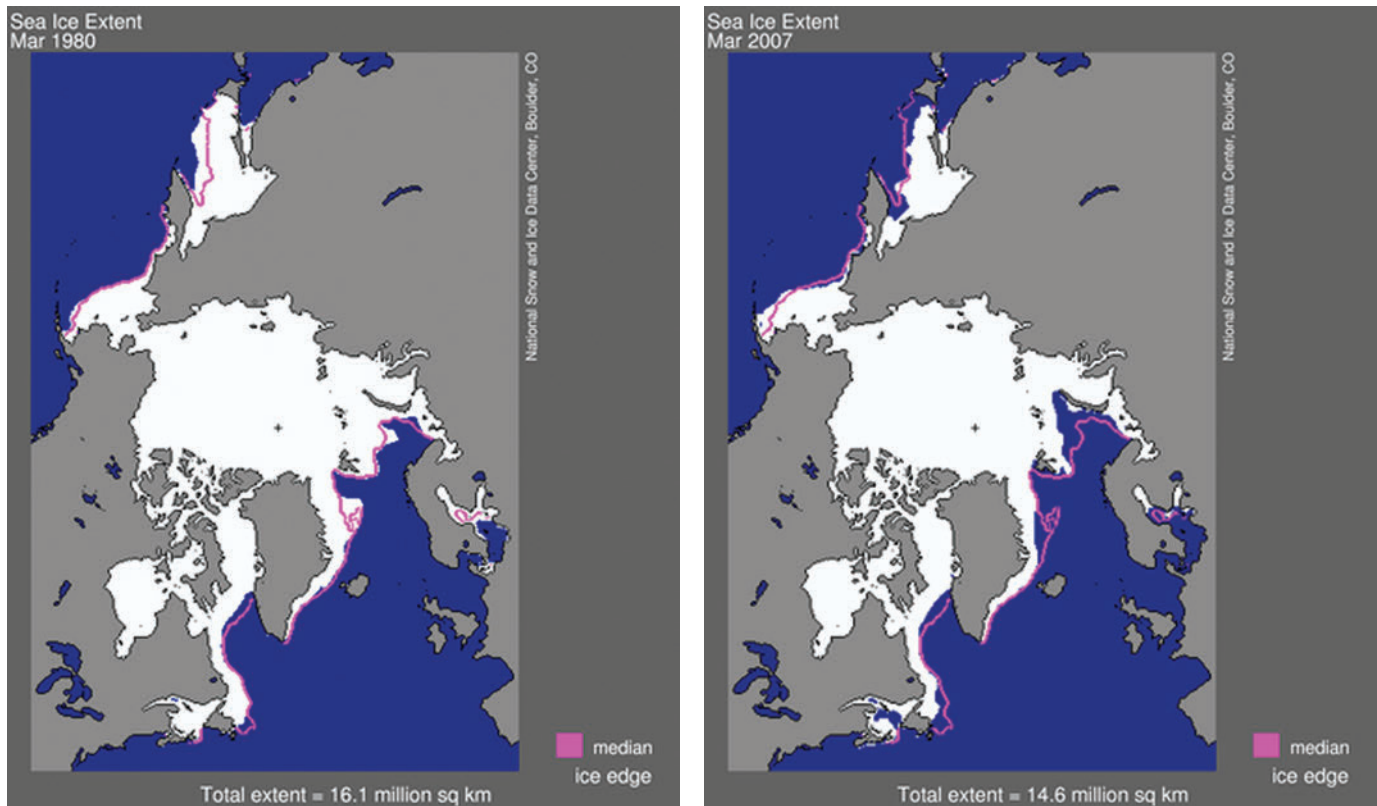 Sea Ice Extent
Mar 1980
National Snow and Ice Data Center, Boulder, CO
median
ice edge
Total extent = 16.1 million sq km
Sea Ice Extent
Mar 2007
National Snow and Ice Data Center, Boulder, CO
median
ice edge
Total extent = 14.6 million sq km